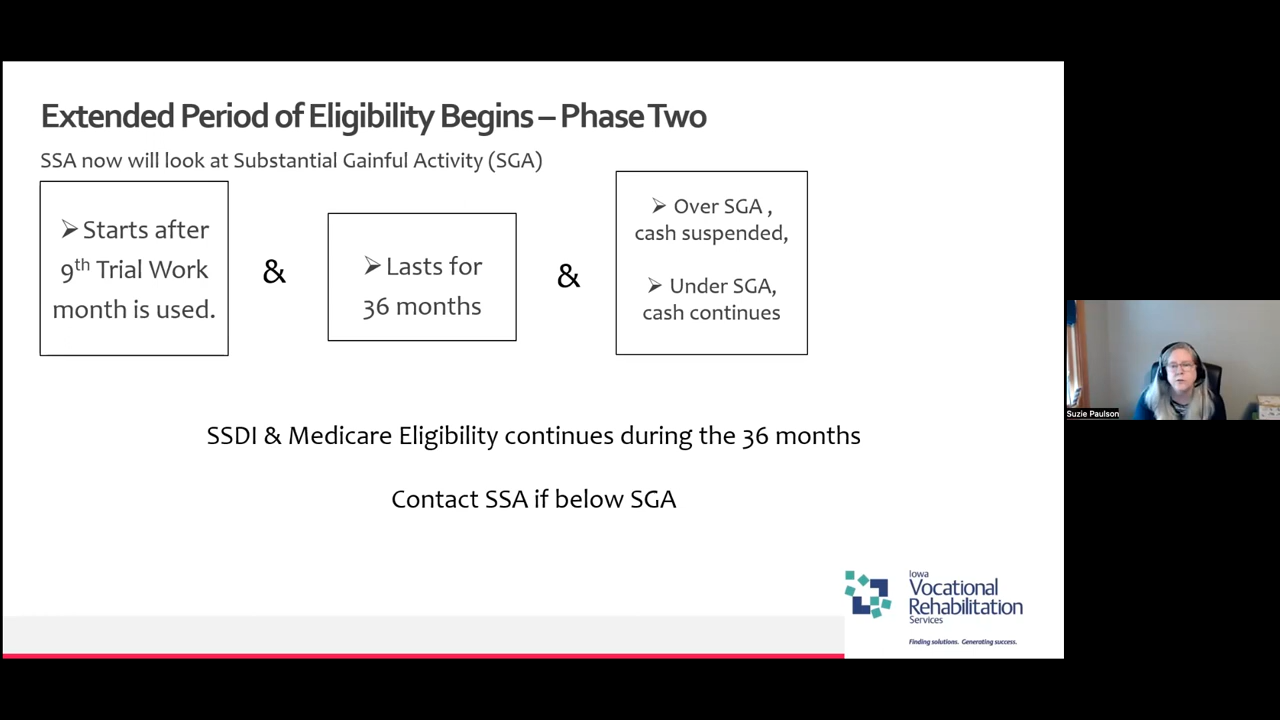 Extended Period of Eligibility Begins – Phase Two
SSA now will look at Substantial Gainful Activity (SGA)
➢ Starts after
9th Trial Work
month is used.
&
➢ Lasts for
36 months
&
➢ Over SGA ,
cash suspended,
➢ Under SGA,
cash continues
SSDI & Medicare Eligibility continues during the 36 months
Contact SSA if below SGA
Iowa
Vocational
Rehabilitation
Services
Finding solutions. Generating success.
Suzie Paulson